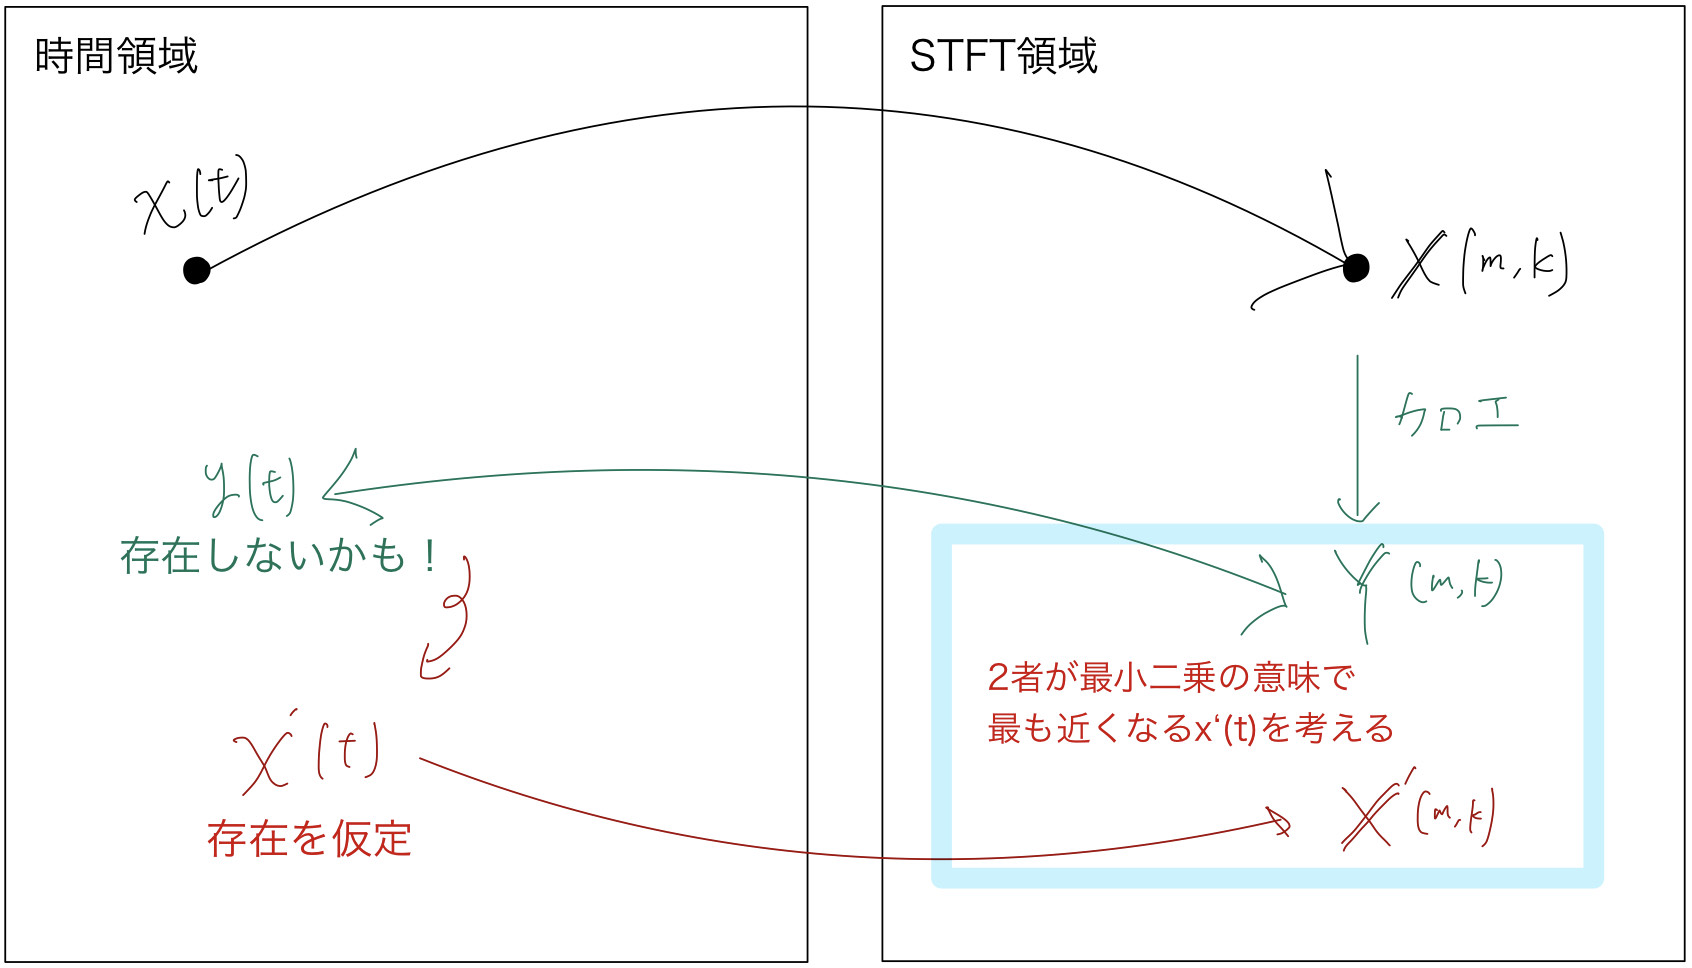 時間領域
x(t)
y(t)
存在しないかも！
x'(t)
存在を仮定
STFT領域
X(m,k)
加工
Y(m,k)
2者が最小二乗の意味で
最も近くなるx‘(t)を考える
X'(m,k)